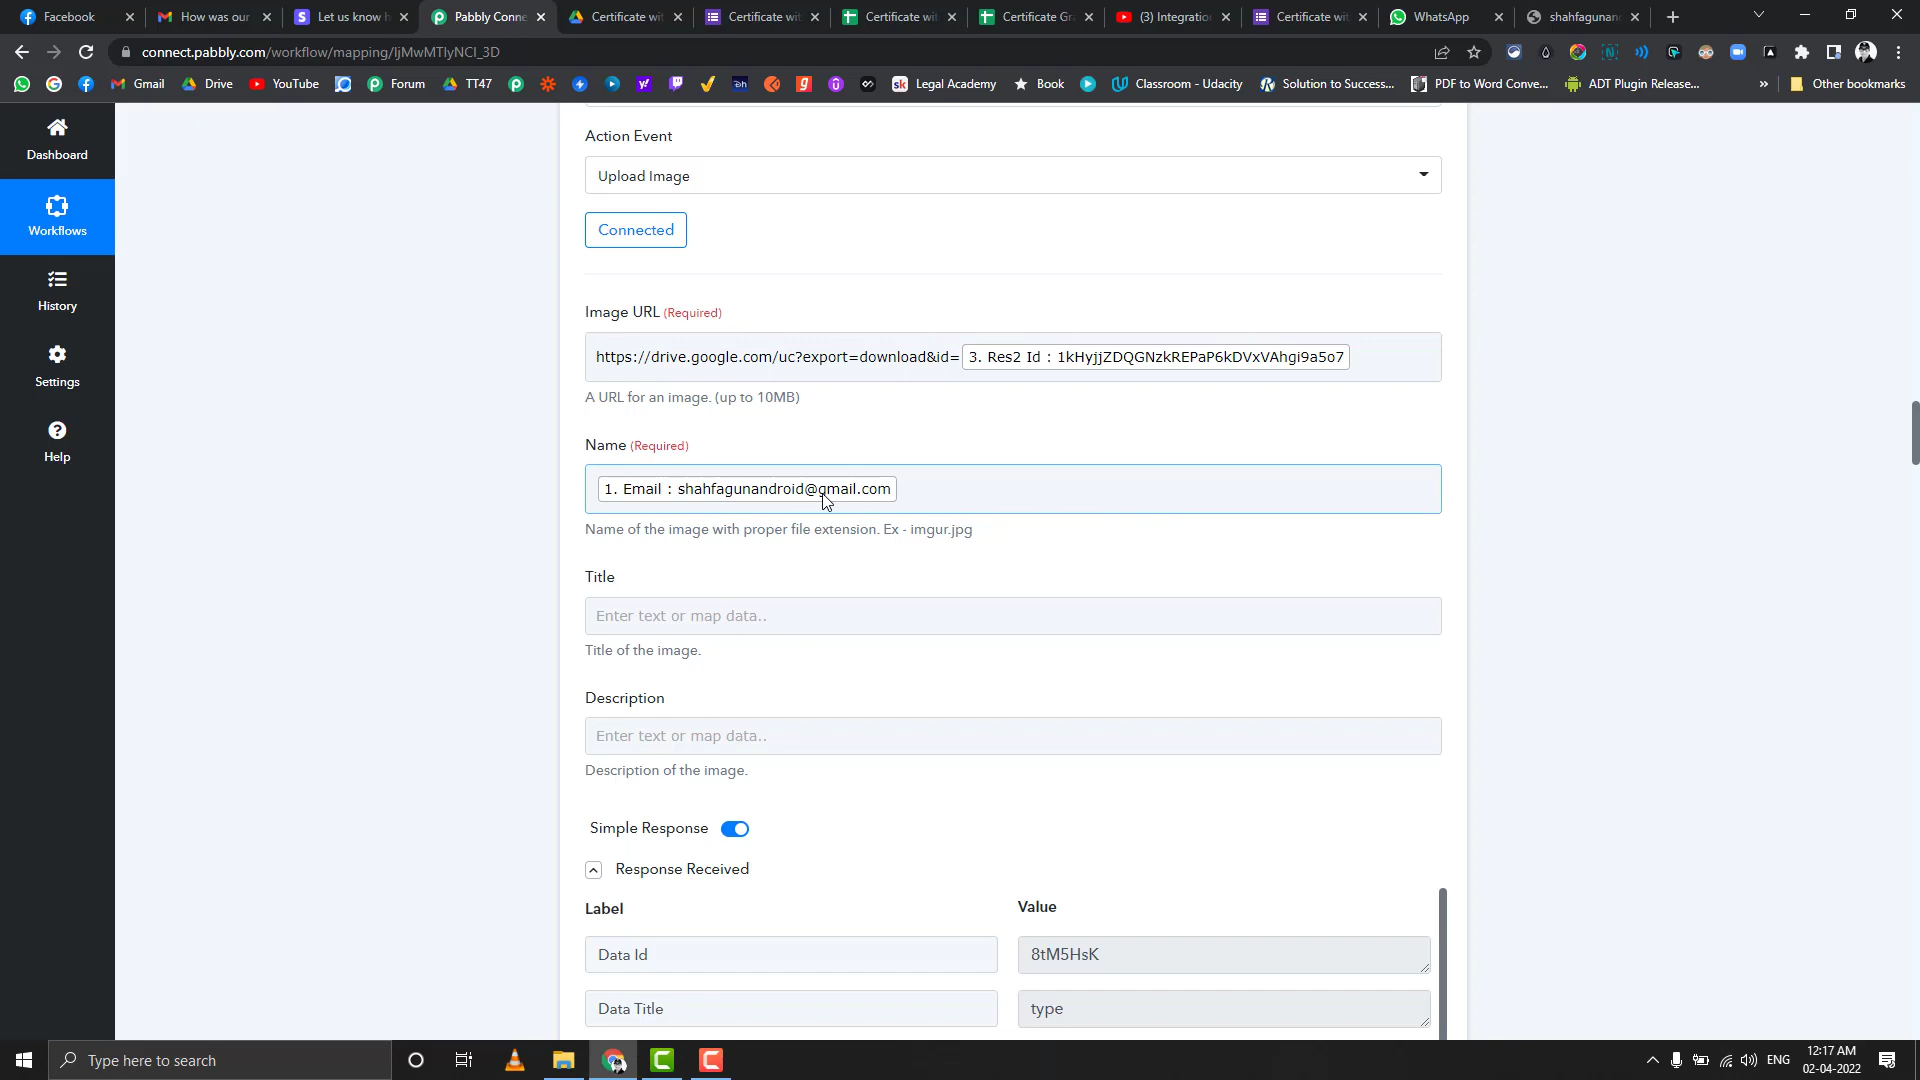 Facebook
How was our
Let us know h
Pabbly Conne
Certificate wit
Certificate wit
Certificate wit
Certificate Gr
(3) Integratio
Certificate wit
WhatsApp
shahfagunan
connect.pabbly.com/workflow/mapping/IjMwMTIyNCI_3D
Gmail
Drive
YouTube
Forum
TT47
Legal Academy
Book
Classroom - Udacity
Solution to Success...
PDF to Word Conve...
ADT Plugin Release...
»
Other bookmarks
Dashboard
Workflows
History
Settings
Help
Action Event
Upload Image
Connected
Image URL (Required)
https://drive.google.com/uc?export=download&id= 3. Res2 Id : 1kHyjjZDQGNzkREPaP6kDVxVAhgi9a5o7
A URL for an image. (up to 10MB)
Name (Required)
1. Email : shahfagunandroid@gmail.com
Name of the image with proper file extension. Ex - imgur.jpg
Title
Enter text or map data..
Title of the image.
Description
Enter text or map data..
Description of the image.
Simple Response
Response Received
Label
Value
Data Id
8tM5HsK
Data Title
type
Type here to search
ENG
12:17 AM
02-04-2022